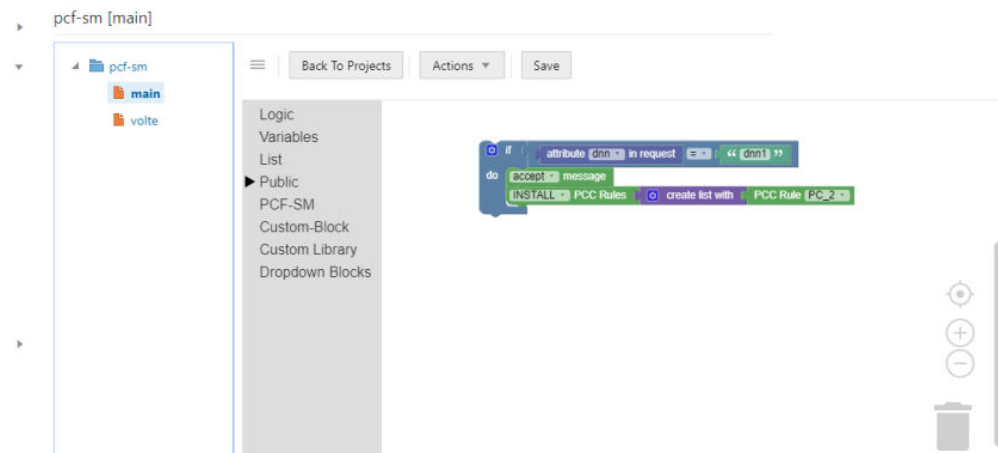 pcf-sm [main]
pcf-sm
main
volte
Back To Projects
Actions
Save
Logic
Variables
List
Public
PCF-SM
Custom-Block
Custom Library
Dropdown Blocks
if attribute dnn in request = “ dnn1 ”
do accept message
INSTALL PCC Rules create list with PCC Rule PC_2